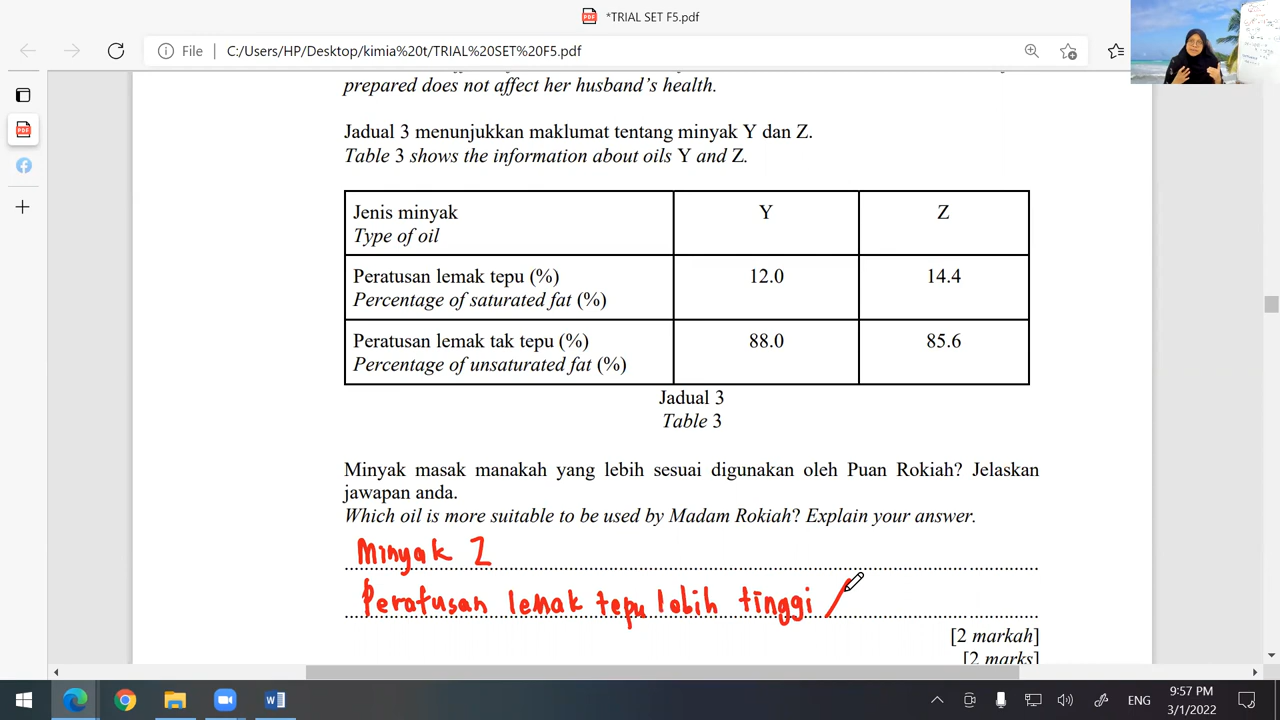 *TRIAL SET F5.pdf
File C:/Users/HP/Desktop/kimia%20t/TRIAL%20SET%20F5.pdf
prepared does not affect her husband's health.
Jadual 3 menunjukkan maklumat tentang minyak Y dan Z.
Table 3 shows the information about oils Y and Z.
Jenis minyak Y Z
Type of oil
Peratusan lemak tepu (%) 12.0 14.4
Percentage of saturated fat (%)
Peratusan lemak tak tepu (%) 88.0 85.6
Percentage of unsaturated fat (%)
Jadual 3
Table 3
Minyak masak manakah yang lebih sesuai digunakan oleh Puan Rokiah? Jelaskan
jawapan anda.
Which oil is more suitable to be used by Madam Rokiah? Explain your answer.
Minyak Z
Peratusan lemak tepu lebih tinggi /
[2 markah]
[2 marks]
ENG
9:57 PM
3/1/2022